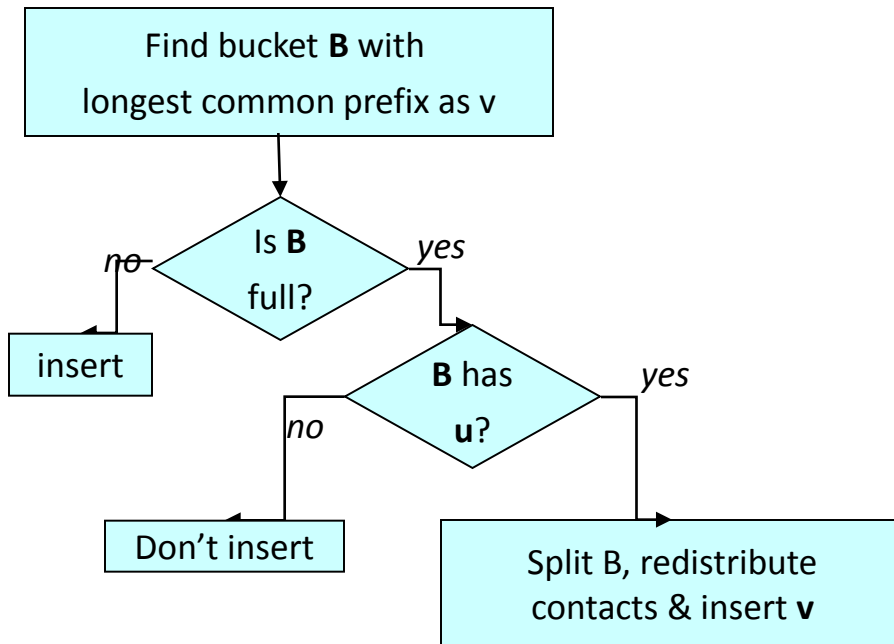 Find bucket B with
longest common prefix as v
Is B
full?
no
yes
insert
B has
u?
no
yes
Don’t insert
Split B, redistribute
contacts & insert v